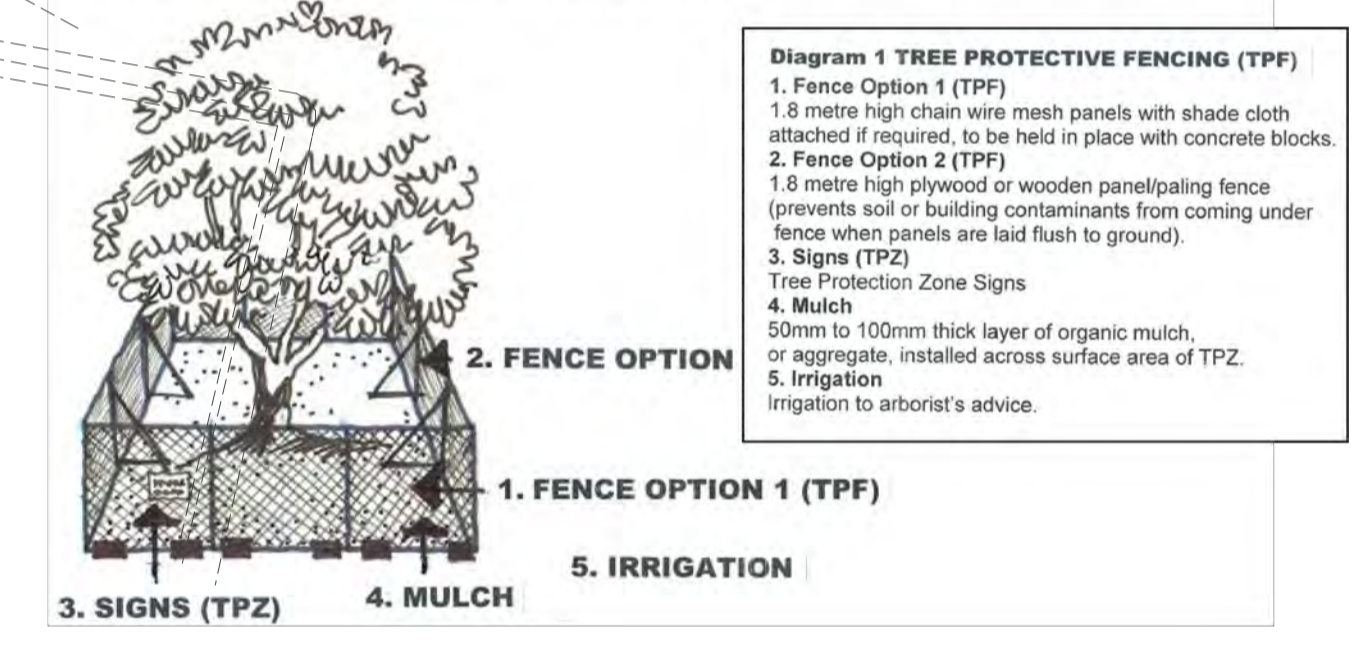 Diagram 1 TREE PROTECTIVE FENCING (TPF)
1. Fence Option 1 (TPF)
1.8 metre high chain wire mesh panels with shade cloth
attached if required, to be held in place with concrete blocks.
2. Fence Option 2 (TPF)
1.8 metre high plywood or wooden panel/paling fence
(prevents soil or building contaminants from coming under
fence when panels are laid flush to ground).
3. Signs (TPZ)
Tree Protection Zone Signs
4. Mulch
50mm to 100mm thick layer of organic mulch,
or aggregate, installed across surface area of TPZ.
5. Irrigation
Irrigation to arborist's advice.
2. FENCE OPTION
1. FENCE OPTION 1 (TPF)
5. IRRIGATION
3. SIGNS (TPZ)
4. MULCH